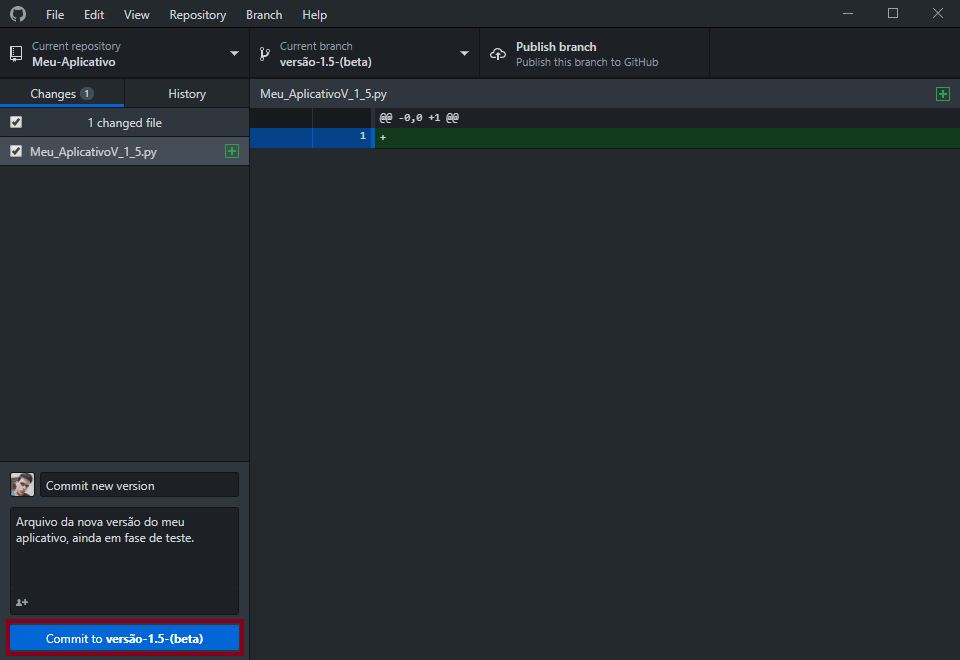 File Edit View Repository Branch Help
Current repository
Meu-Aplicativo
Current branch
versão-1.5-(beta)
Publish branch
Publish this branch to GitHub
Changes 1
History
Meu_AplicativoV_1_5.py
1 changed file
@@ -0,0 +1 @@
1 +
Meu_AplicativoV_1_5.py
Commit new version
Arquivo da nova versão do meu
aplicativo, ainda em fase de teste.
Commit to versão-1.5-(beta)